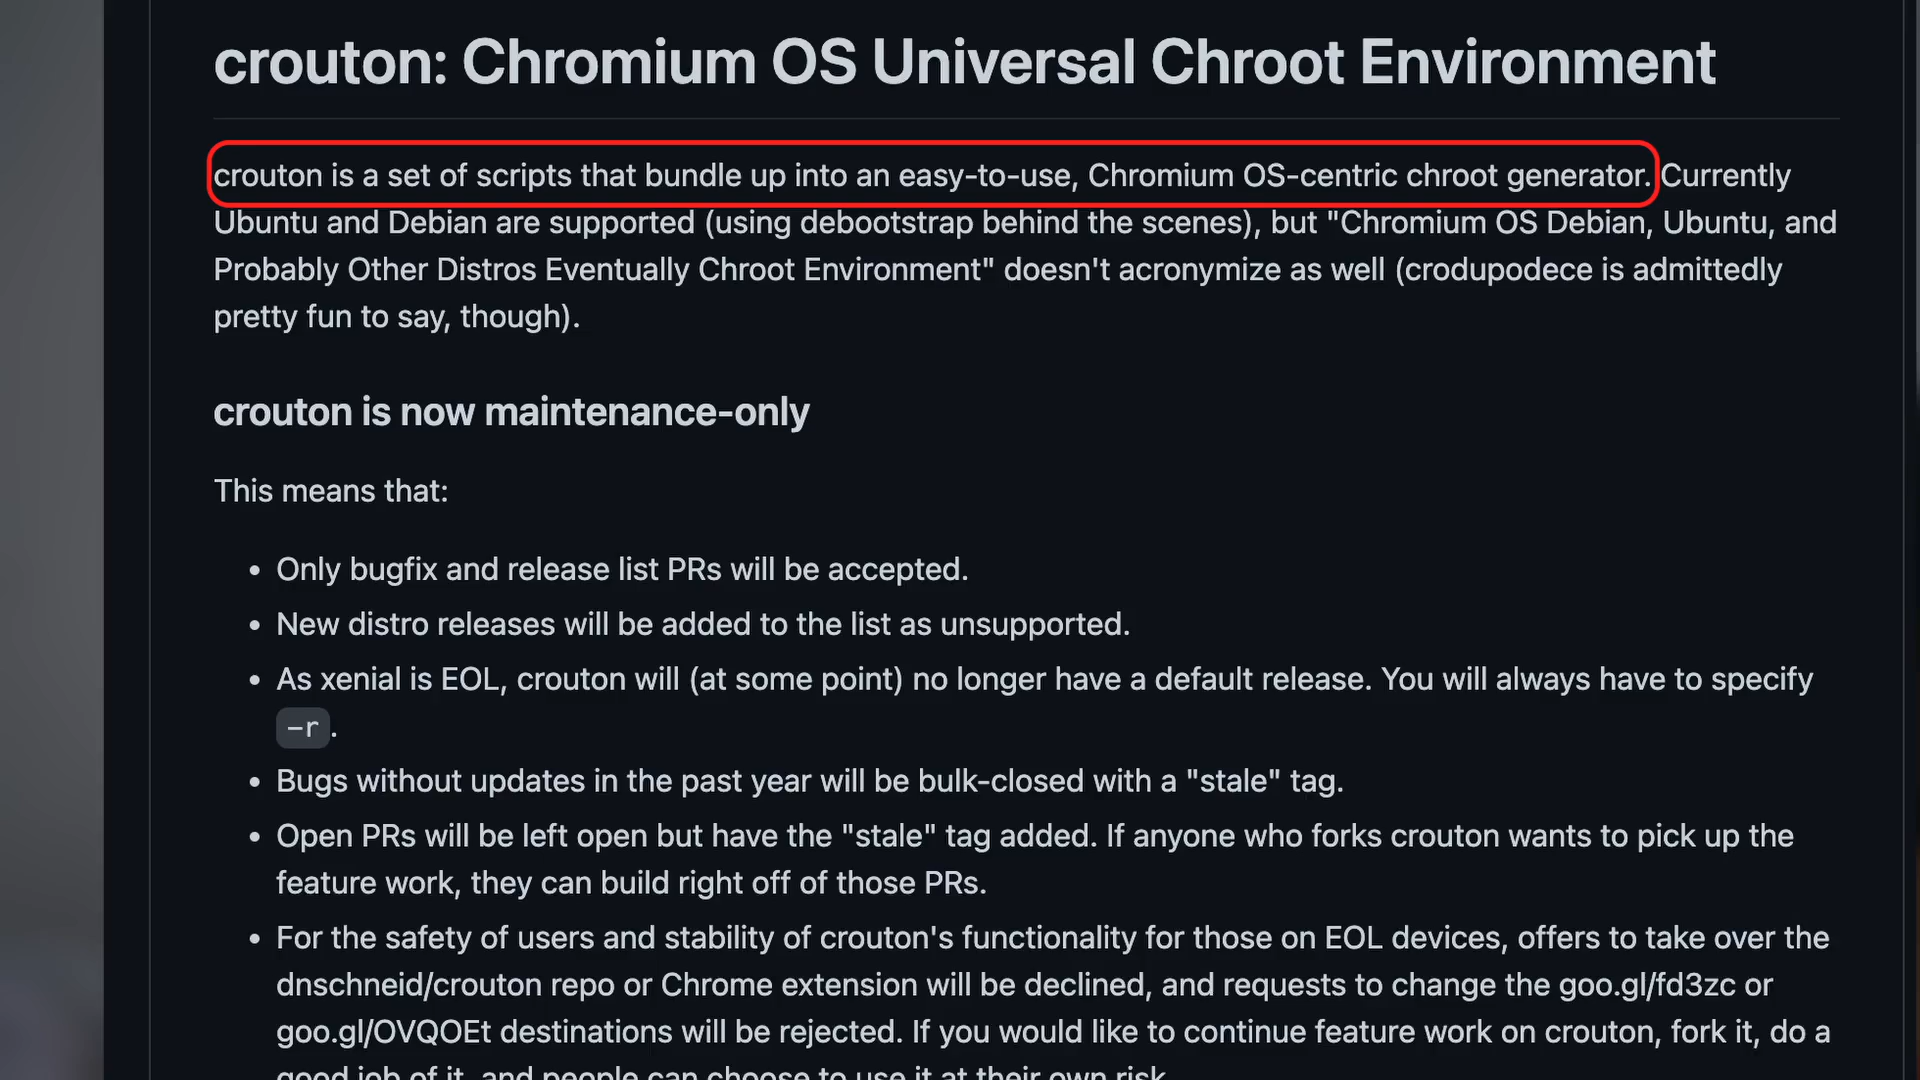 crouton: Chromium OS Universal Chroot Environment
crouton is a set of scripts that bundle up into an easy-to-use, Chromium OS-centric chroot generator. Currently
Ubuntu and Debian are supported (using debootstrap behind the scenes), but "Chromium OS Debian, Ubuntu, and
Probably Other Distros Eventually Chroot Environment" doesn't acronymize as well (crodupodece is admittedly
pretty fun to say, though).
crouton is now maintenance-only
This means that:
• Only bugfix and release list PRs will be accepted.
• New distro releases will be added to the list as unsupported.
• As xenial is EOL, crouton will (at some point) no longer have a default release. You will always have to specify
-r.
• Bugs without updates in the past year will be bulk-closed with a "stale" tag.
• Open PRs will be left open but have the "stale" tag added. If anyone who forks crouton wants to pick up the
feature work, they can build right off of those PRs.
• For the safety of users and stability of crouton's functionality for those on EOL devices, offers to take over the
dnschneid/crouton repo or Chrome extension will be declined, and requests to change the goo.gl/fd3zc or
goo.gl/OVQOEt destinations will be rejected. If you would like to continue feature work on crouton, fork it, do a
good job of it, and people can choose to use it at their own risk.